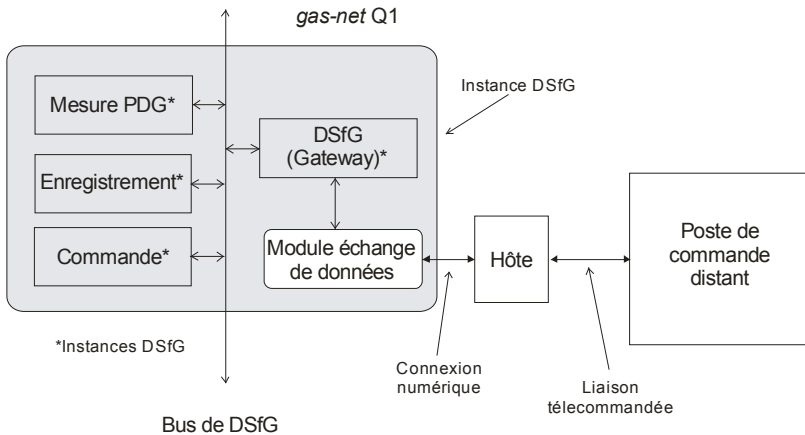 gas-net Q1
Instance DSfG
Mesure PDG*
DSfG
(Gateway)*
Enregistrement*
Commande*
Module échange
de données
Hôte
Poste de
commande
distant
*Instances DSfG
Connexion
numérique
Liaison
télecommandée
Bus de DSfG